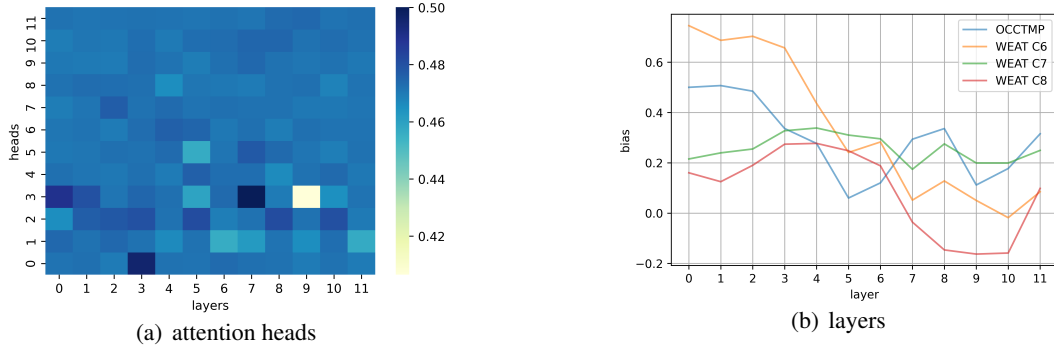 11
10
9
8
7
6
5
4
3
2
1
0
heads
0 1 2 3 4 5 6 7 8 9 10 11
layers
0.50
0.48
0.46
0.44
0.42
(a) attention heads
0.6
0.4
0.2
0.0
−0.2
bias
OCCTMP
WEAT C6
WEAT C7
WEAT C8
0 1 2 3 4 5 6 7 8 9 10 11
layer
(b) layers